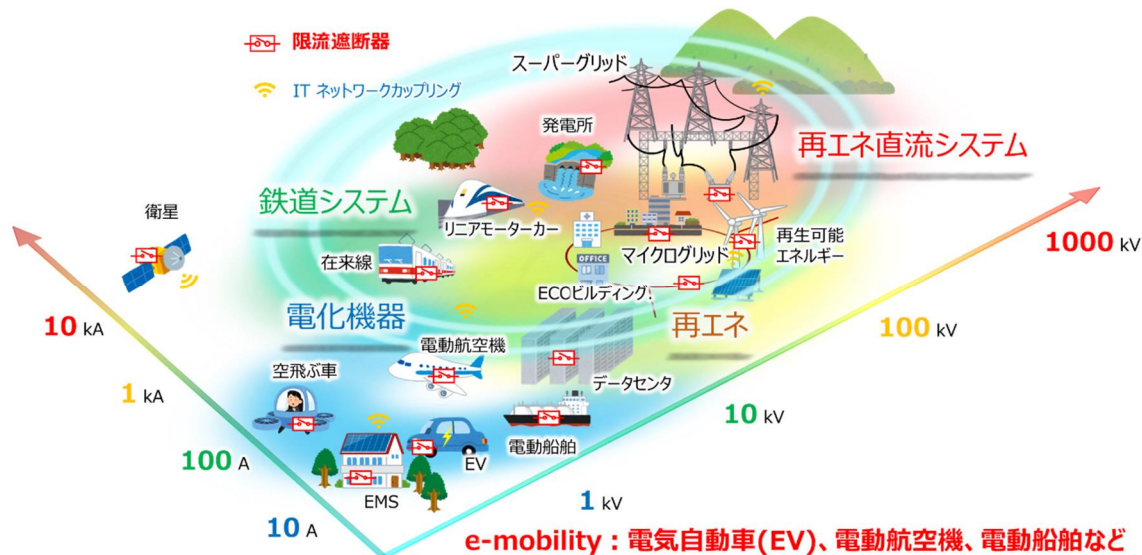 限流遮断器
IT ネットワークカップリング
スーパーグリッド
発電所
再エネ直流システム
鉄道システム
衛星
リニアモーターカー
マイクログリッド
再生可能
エネルギー
1000 kV
在来線
OFFICE
ECOビルディング
電化機器
再エネ
10 kA
100 kV
電動航空機
空飛ぶ車
データセンタ
1 kA
10 kV
電動船舶
EV
100 A
EMS
1 kV
10 A
e-mobility : 電気自動車(EV)、電動航空機、電動船舶など